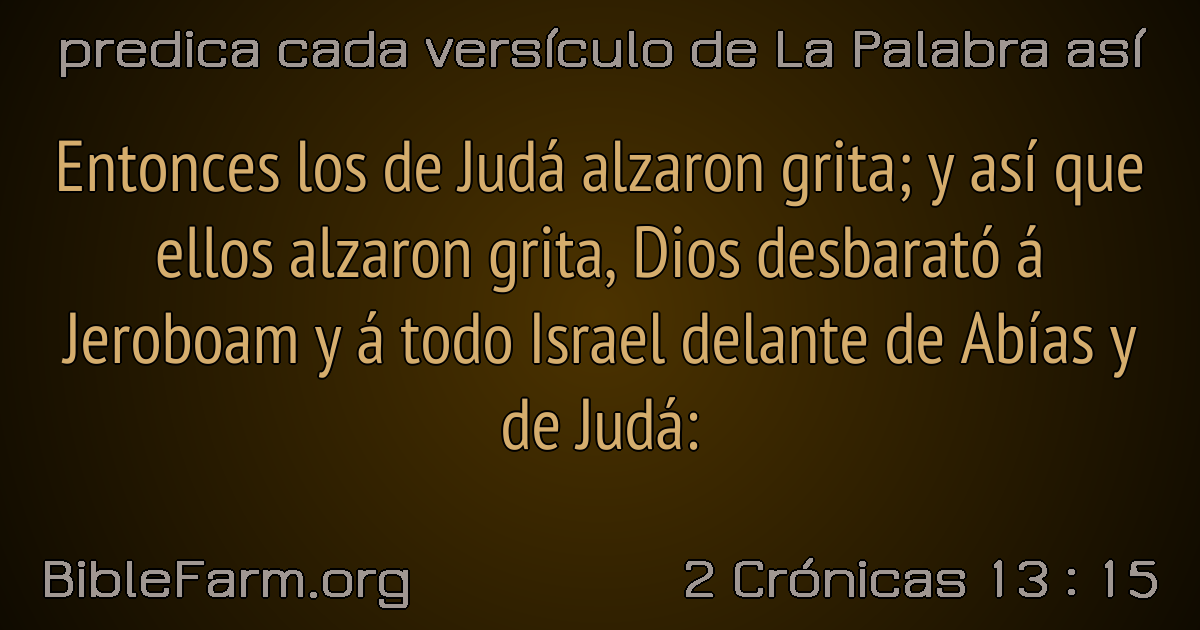 predica cada versículo de La Palabra así
Entonces los de Judá alzaron grita; y así que
ellos alzaron grita, Dios desbarató á
Jeroboam y á todo Israel delante de Abías y
de Judá:
BibleFarm.org
2 Crónicas 13 : 15